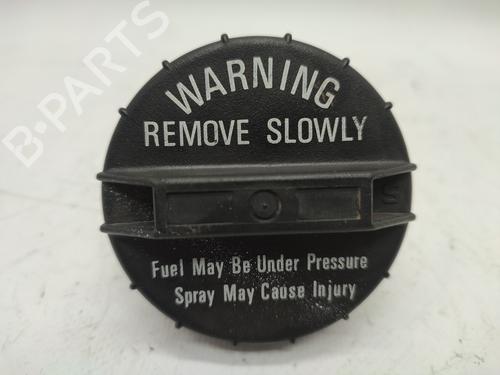 B-PARTS
WARNING
REMOVE SLOWLY
Fuel May Be Under Pressure
Spray May Cause Injury